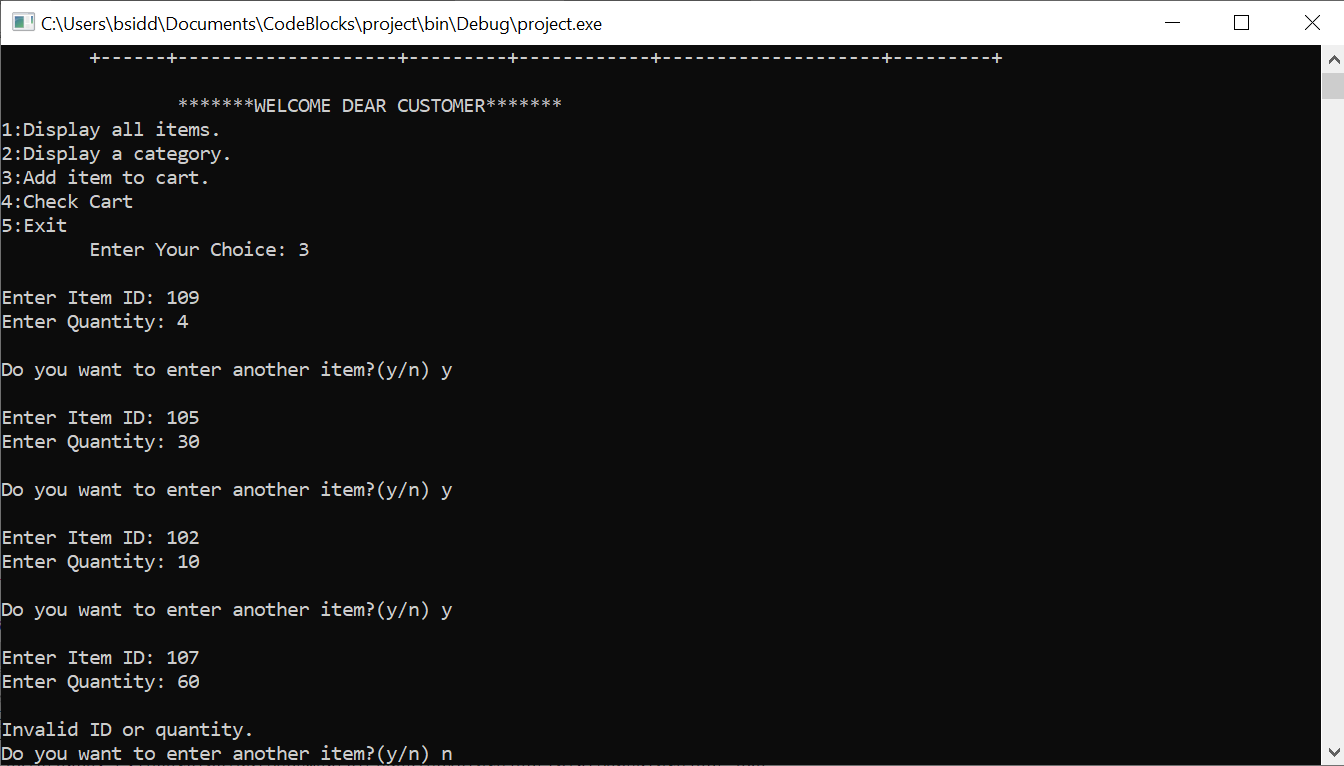 C:\Users\bsidd\Documents\CodeBlocks\project\bin\Debug\project.exe
+------+--------------------+---------+------------+--------------------+---------+
*******WELCOME DEAR CUSTOMER*******
1:Display all items.
2:Display a category.
3:Add item to cart.
4:Check Cart
5:Exit
Enter Your Choice: 3
Enter Item ID: 109
Enter Quantity: 4
Do you want to enter another item?(y/n) y
Enter Item ID: 105
Enter Quantity: 30
Do you want to enter another item?(y/n) y
Enter Item ID: 102
Enter Quantity: 10
Do you want to enter another item?(y/n) y
Enter Item ID: 107
Enter Quantity: 60
Invalid ID or quantity.
Do you want to enter another item?(y/n) n